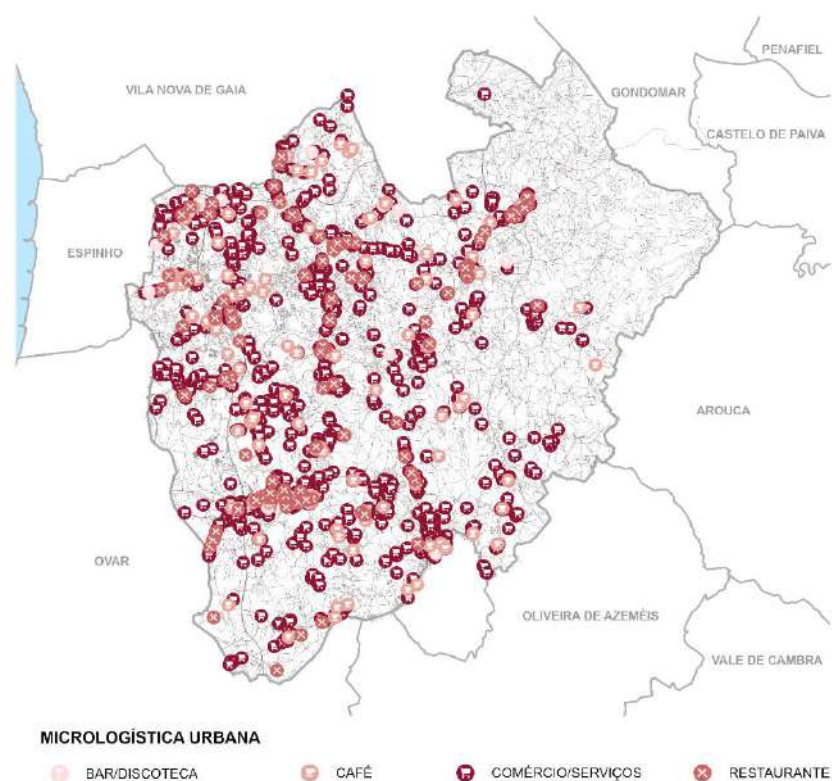 PENAFIEL
VILA NOVA DE GAIA
GONDOMAR
CASTELO DE PAIVA
ESPINHO
AROUCA
OVAR
OLIVEIRA DE AZEMÉIS
VALE DE CAMBRA
MICROLOGÍSTICA URBANA
BAR/DISCOTECA CAFÉ COMÉRCIO/SERVIÇOS RESTAURANTE